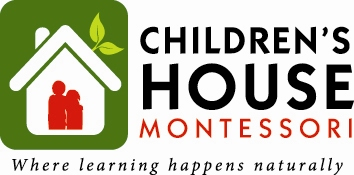 CHILDREN'S
HOUSE
MONTESSORI
Where learning happens naturally